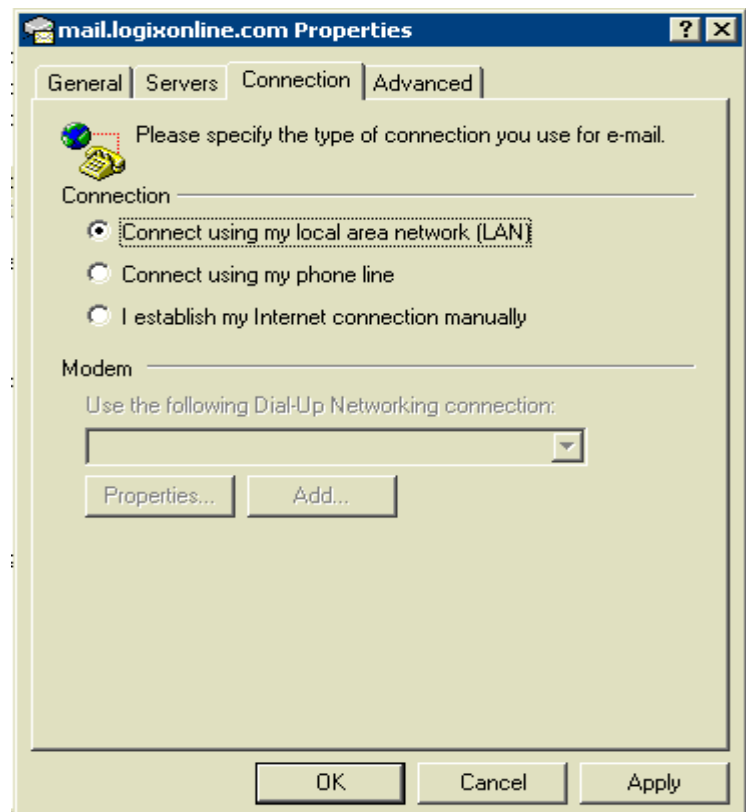 mail.logixonline.com Properties
General Servers Connection Advanced
Please specify the type of connection you use for e-mail.
Connection
Connect using my local area network (LAN)
Connect using my phone line
I establish my Internet connection manually
Modem
Use the following Dial-Up Networking connection:
Properties... Add...
OK Cancel Apply